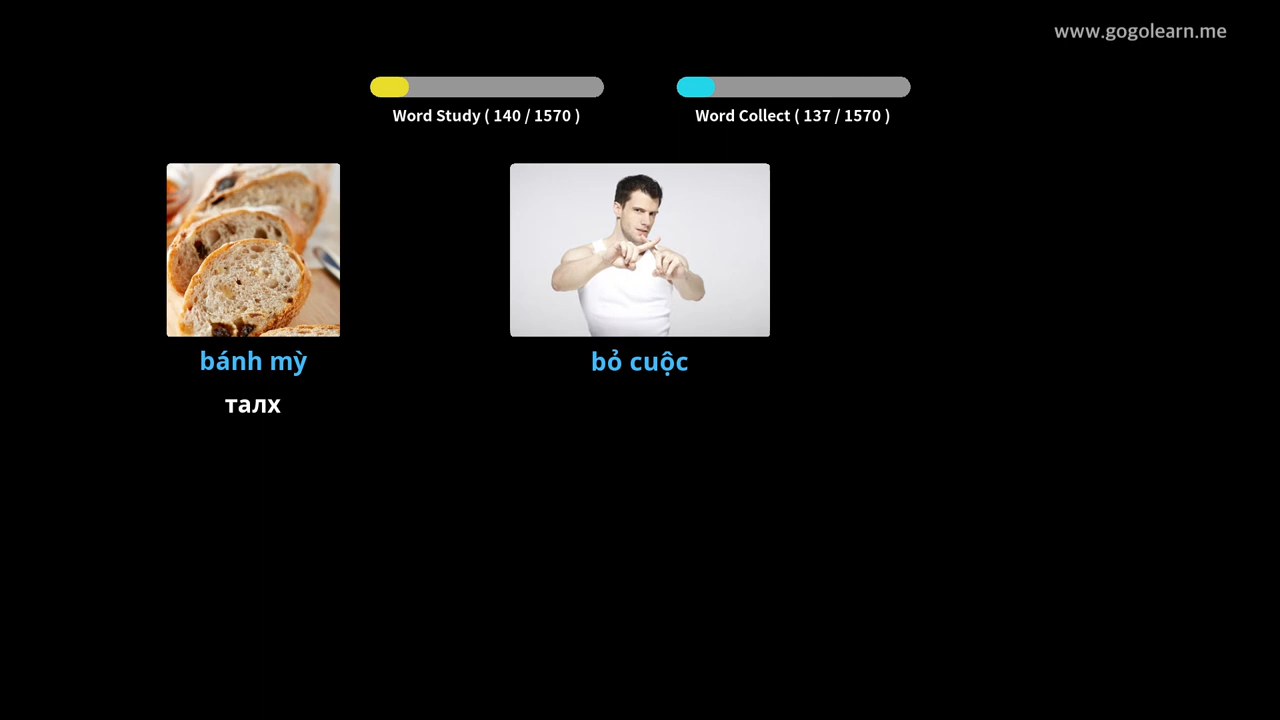 www.gogolearn.me
Word Study ( 140 / 1570 )
Word Collect ( 137 / 1570 )
bánh mỳ
талх
bỏ cuộc